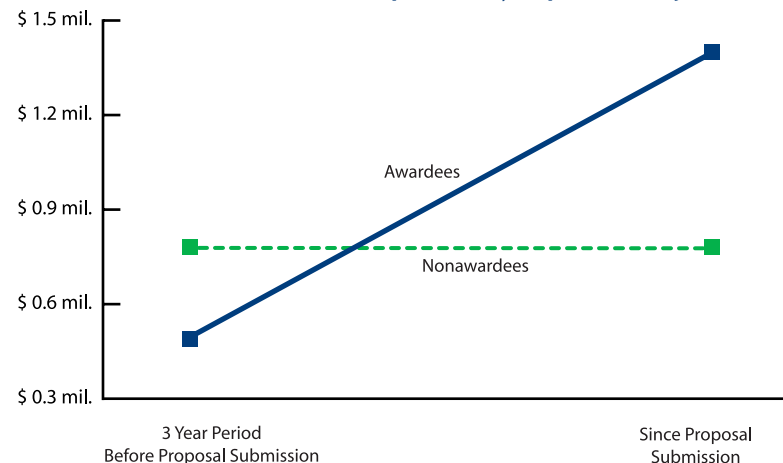 $ 1.5 mil.
$ 1.2 mil.
Awardees
$ 0.9 mil.
Nonawardees
$ 0.6 mil.
$ 0.3 mil.
3 Year Period
Before Proposal Submission
Since Proposal
Submission